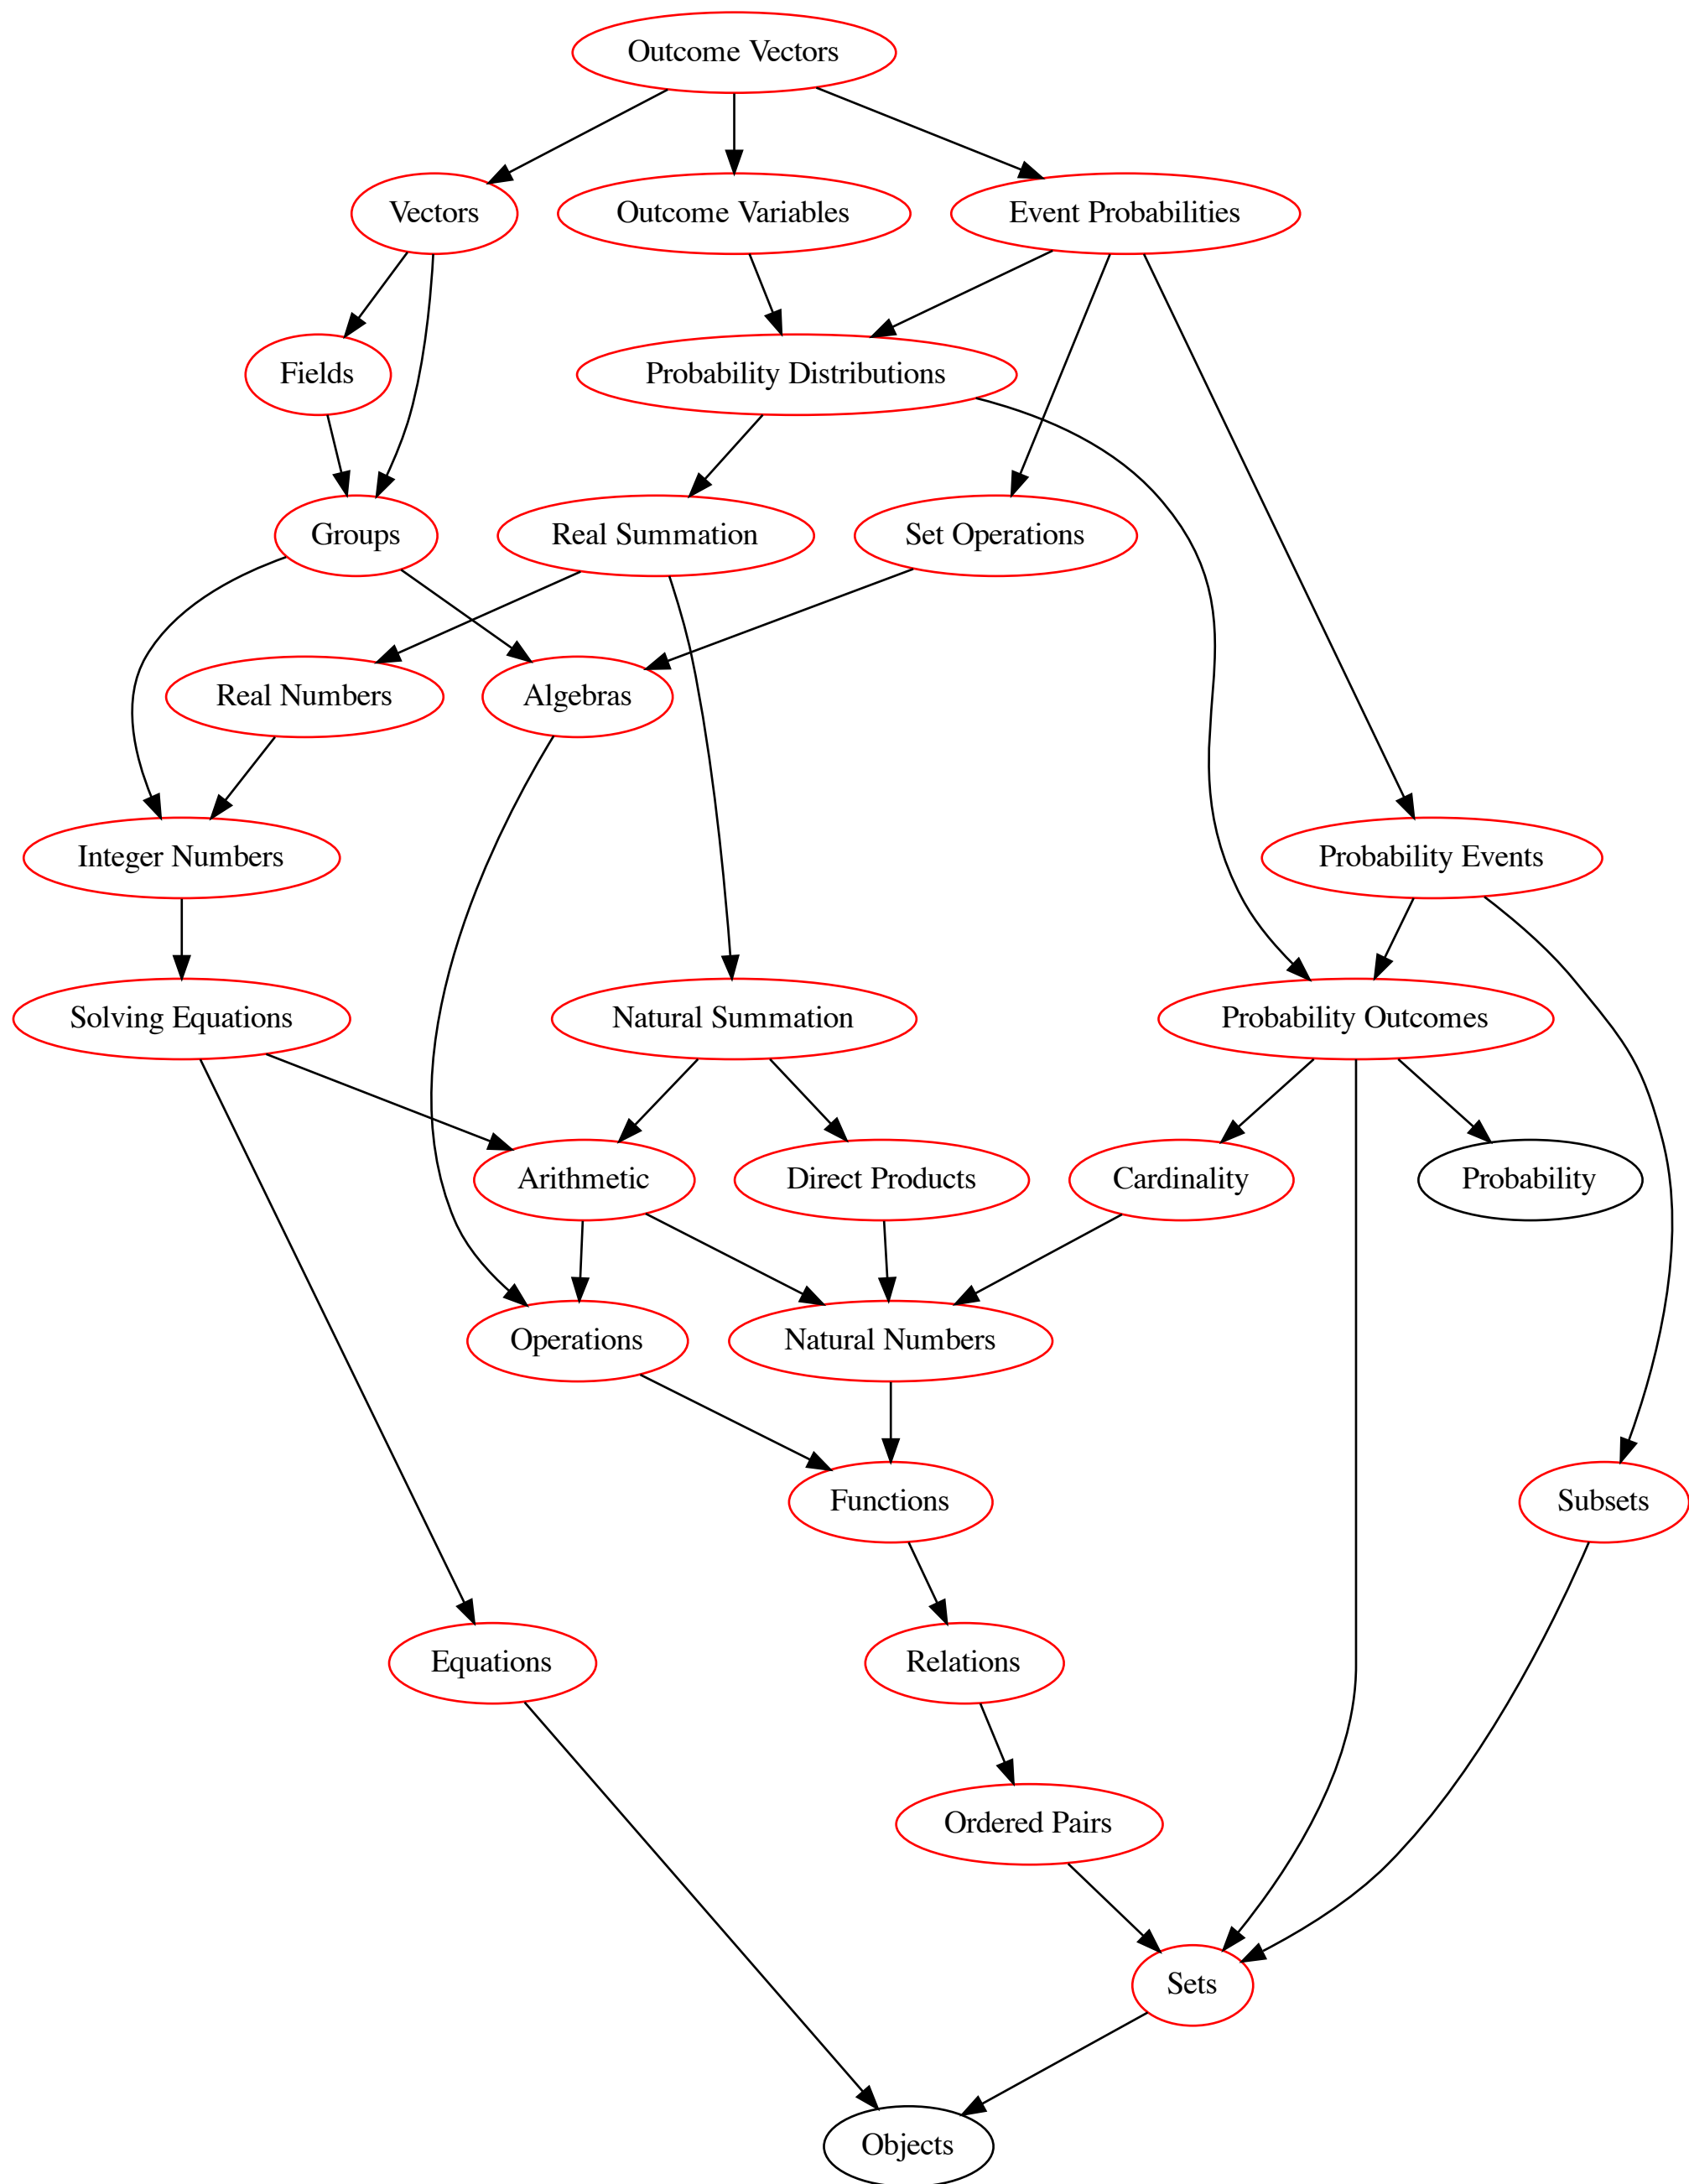 Outcome Vectors
Vectors
Outcome Variables
Event Probabilities
Fields
Probability Distributions
Groups
Real Summation
Set Operations
Real Numbers
Algebras
Integer Numbers
Probability Events
Solving Equations
Natural Summation
Probability Outcomes
Arithmetic
Direct Products
Cardinality
Probability
Operations
Natural Numbers
Functions
Subsets
Equations
Relations
Ordered Pairs
Sets
Objects